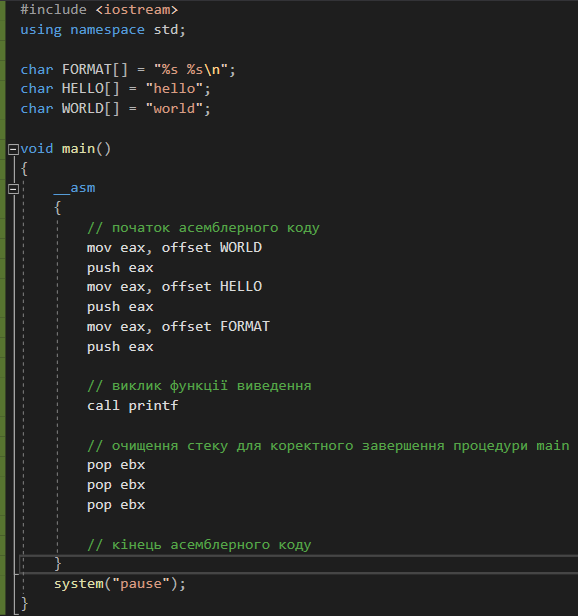 #include <iostream>
using namespace std;
char FORMAT[] = "%s %s\n";
char HELLO[] = "hello";
char WORLD[] = "world";
void main()
{
__asm
{
// початок асемблерного коду
mov eax, offset WORLD
push eax
mov eax, offset HELLO
push eax
mov eax, offset FORMAT
push eax
// виклик функції виведення
call printf
// очищення стеку для коректного завершення процедури main
pop ebx
pop ebx
pop ebx
// кінець асемблерного коду
}
system("pause");
}